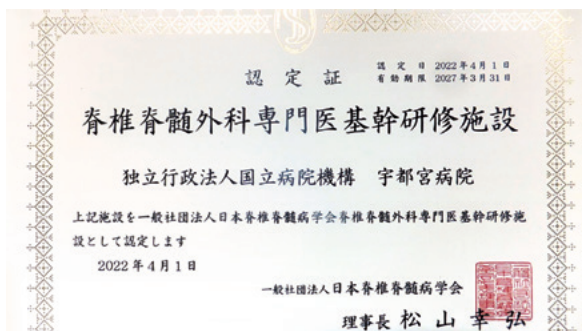 認定証
認定日 2022年4月1日
有効期限 2027年3月31日
脊椎脊髄外科専門医基幹研修施設
独立行政法人国立病院機構 宇都宮病院
上記施設を一般社団法人日本脊椎脊髄病学会脊椎脊髄外科専門医基幹研修施
設として認定します
2022年4月1日
一般社団法人日本脊椎脊髄病学会
理事長 松山幸弘